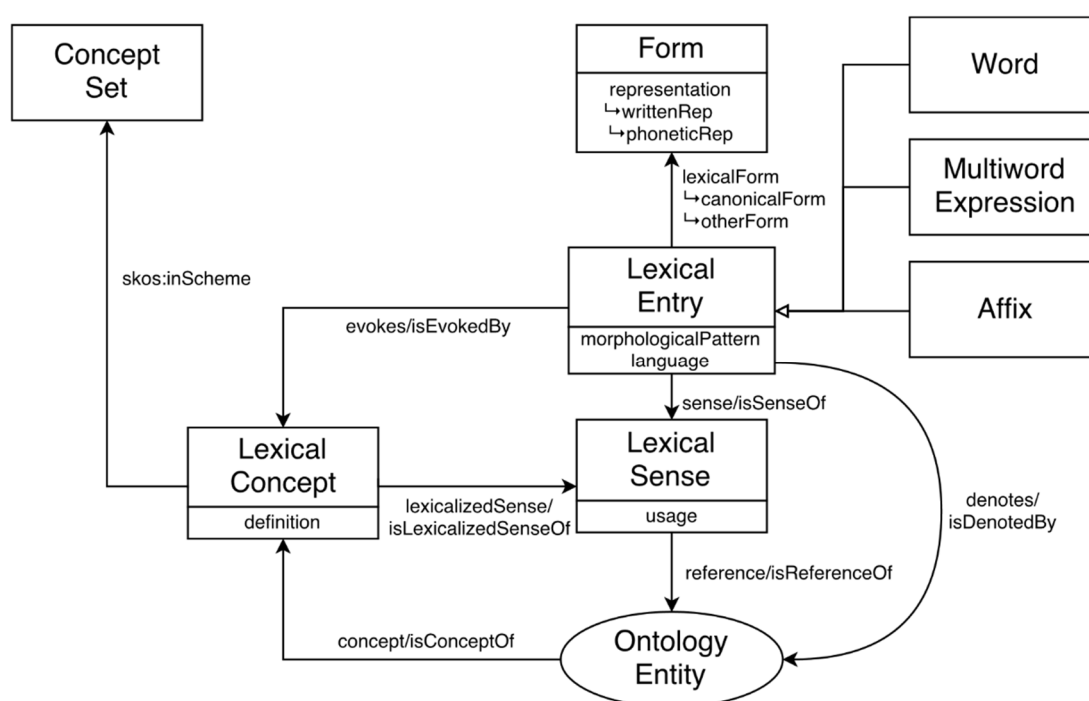 Concept
Set
Form
representation
↳writtenRep
↳phoneticRep
Word
Multiword
Expression
Affix
lexicalForm
↳canonicalForm
↳otherForm
skos:inScheme
Lexical
Entry
morphologicalPattern
language
evokes/isEvokedBy
sense/isSenseOf
Lexical
Concept
definition
lexicalizedSense/
isLexicalizedSenseOf
Lexical
Sense
usage
denotes/
isDenotedBy
reference/isReferenceOf
concept/isConceptOf
Ontology
Entity